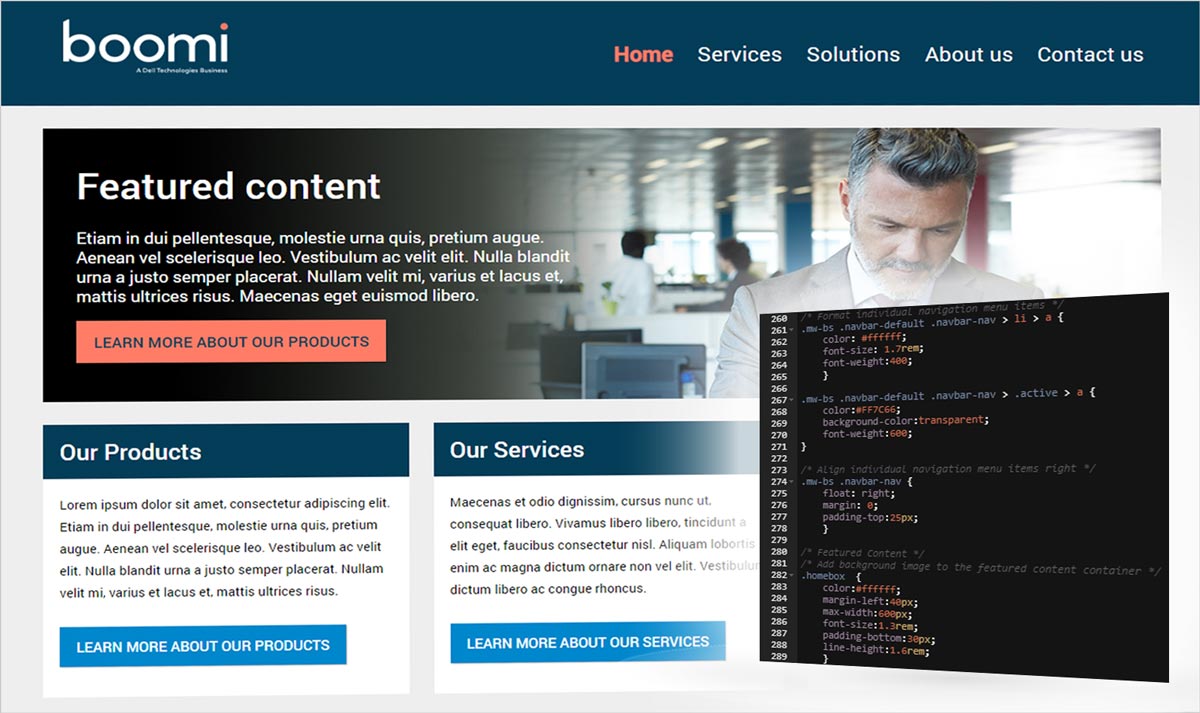 boomi
A Dell Technologies Business
Home Services Solutions About us Contact us
Featured content
Etiam in dui pellentesque, molestie urna quis, pretium augue.
Aenean vel scelerisque leo. Vestibulum ac velit elit. Nulla blandit
urna a justo semper placerat. Nullam velit mi, varius et lacus et,
mattis ultrices risus. Maecenas eget euismod libero.
LEARN MORE ABOUT OUR PRODUCTS
Our Products
Lorem ipsum dolor sit amet, consectetur adipiscing elit.
Etiam in dui pellentesque, molestie urna quis, pretium
augue. Aenean vel scelerisque leo. Vestibulum ac velit
elit. Nulla blandit urna a justo semper placerat. Nullam
velit mi, varius et lacus et, mattis ultrices risus.
LEARN MORE ABOUT OUR PRODUCTS
Our Services
Maecenas et odio dignissim, cursus nunc ut,
consequat libero. Vivamus libero libero, tincidunt a
elit eget, faucibus consectetur nisl. Aliquam lobortis
enim ac magna dictum ornare non vel elit. Vestibulum
dictum libero ac congue rhoncus.
LEARN MORE ABOUT OUR SERVICES
260 /* Format individual navigation menu items */
261 .mw-bs .navbar-default .navbar-nav > li > a {
262 color: #ffffff;
263 font-size: 1.7rem;
264 font-weight:400;
265 }
266
267 .mw-bs .navbar-default .navbar-nav > .active > a {
268 color:#FF7C66;
269 background-color:transparent;
270 font-weight:600;
271 }
272
273 /* Align individual navigation menu items right */
274 .mw-bs .navbar-nav {
275 float: right;
276 margin: 0;
277 padding-top:25px;
278 }
279
280 /* Featured Content */
281 /* Add background image to the featured content container */
282 .homebox {
283 color:#ffffff;
284 margin-left:40px;
285 max-width:600px;
286 font-size:1.3rem;
287 padding-bottom:30px;
288 line-height:1.6rem;
289 }